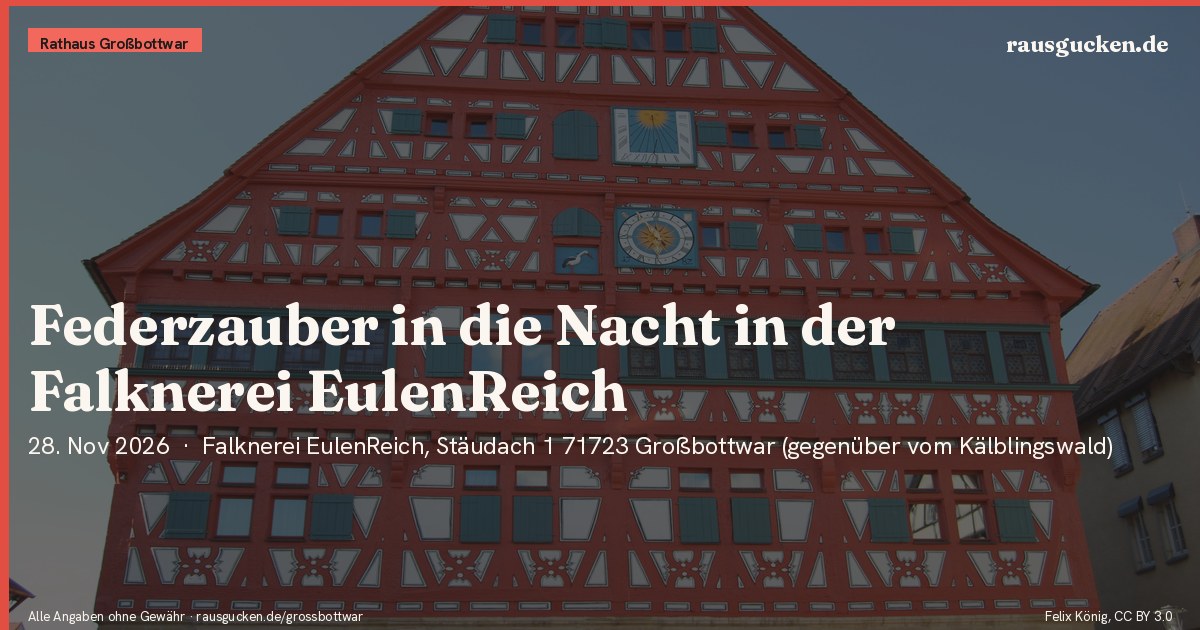 Rathaus Großbottwar
rausgucken.de
Federzauber in die Nacht in der
Falknerei EulenReich
28. Nov 2026 · Falknerei EulenReich, Stäudach 1 71723 Großbottwar (gegenüber vom Kälblingswald)
Alle Angaben ohne Gewähr · rausgucken.de/grossbottwar
Felix König, CC BY 3.0